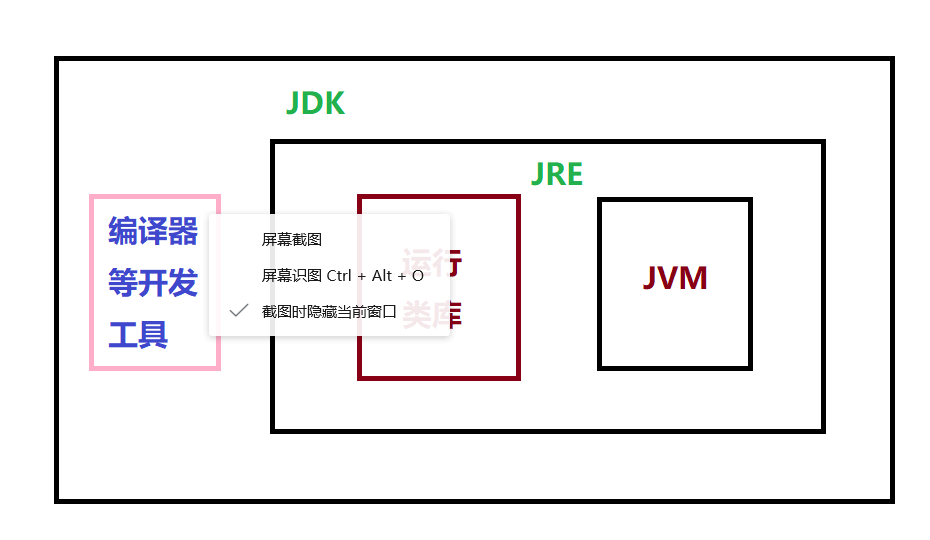 JDK
JRE
编译器
等开发
工具
屏幕截图
屏幕识图 Ctrl + Alt + O
截图时隐藏当前窗口
运行
类库
JVM